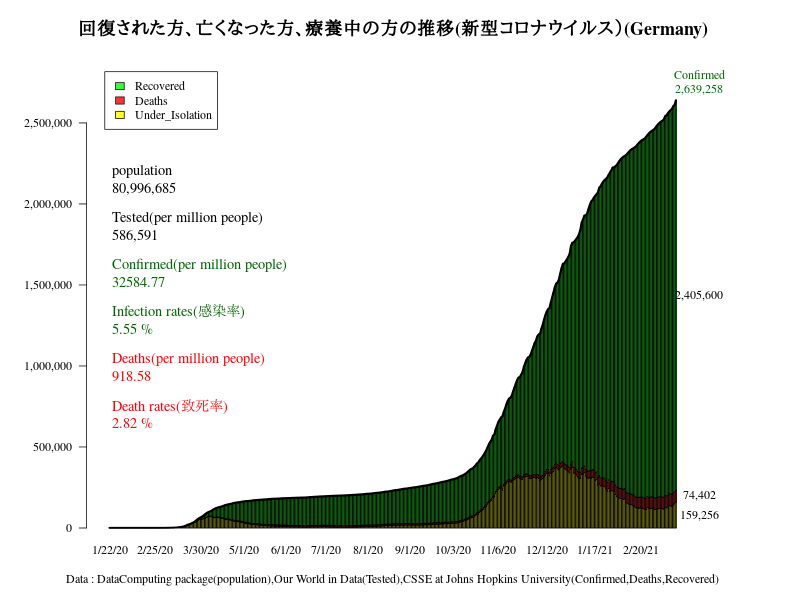 回復された方、亡くなった方、療養中の方の推移(新型コロナウイルス）(Germany)
Confirmed
2,639,258
Recovered
Deaths
Under_Isolation
2,500,000
2,000,000
1,500,000
1,000,000
500,000
0
population
80,996,685
Tested(per million people)
586,591
Confirmed(per million people)
32584.77
Infection rates(感染率)
5.55 %
Deaths(per million people)
918.58
Death rates(致死率)
2.82 %
2,405,600
74,402
159,256
1/22/20 2/25/20 3/30/20 5/1/20 6/1/20 7/1/20 8/1/20 9/1/20 10/3/20 11/6/20 12/12/20 1/17/21 2/20/21
Data : DataComputing package(population),Our World in Data(Tested),CSSE at Johns Hopkins University(Confirmed,Deaths,Recovered)